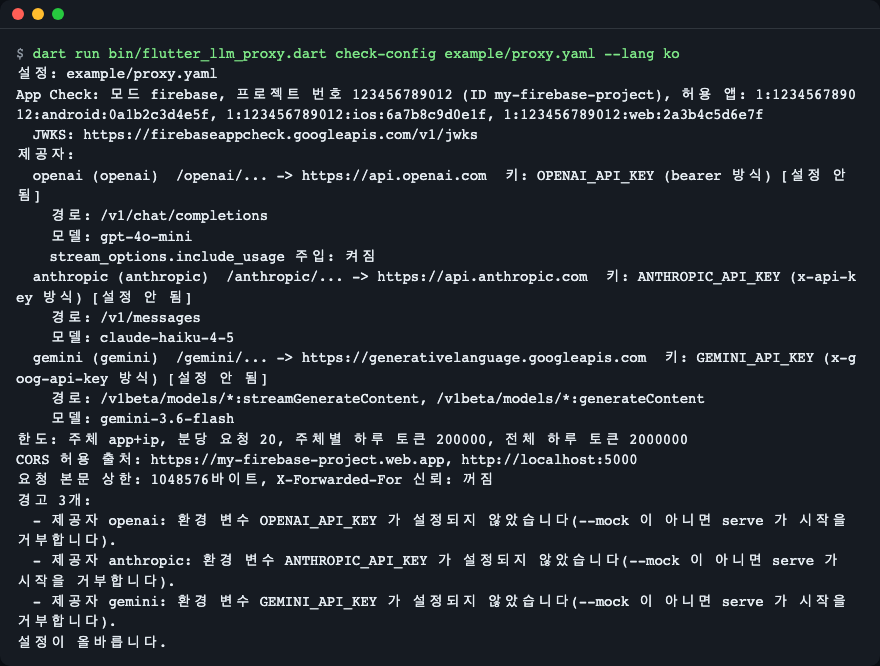 $ dart run bin/flutter_llm_proxy.dart check-config example/proxy.yaml --lang ko
설정: example/proxy.yaml
App Check: 모드 firebase, 프로젝트 번호 123456789012 (ID my-firebase-project), 허용 앱: 1:1234567890
12:android:0a1b2c3d4e5f, 1:123456789012:ios:6a7b8c9d0e1f, 1:123456789012:web:2a3b4c5d6e7f
  JWKS: https://firebaseappcheck.googleapis.com/v1/jwks
제공자:
  openai (openai)  /openai/... -> https://api.openai.com  키: OPENAI_API_KEY (bearer 방식) [설정 안
됨]
    경로: /v1/chat/completions
    모델: gpt-4o-mini
    stream_options.include_usage 주입: 켜짐
  anthropic (anthropic)  /anthropic/... -> https://api.anthropic.com  키: ANTHROPIC_API_KEY (x-api-k
ey 방식) [설정 안 됨]
    경로: /v1/messages
    모델: claude-haiku-4-5
  gemini (gemini)  /gemini/... -> https://generativelanguage.googleapis.com  키: GEMINI_API_KEY (x-g
oog-api-key 방식) [설정 안 됨]
    경로: /v1beta/models/*:streamGenerateContent, /v1beta/models/*:generateContent
    모델: gemini-3.6-flash
한도: 주체 app+ip, 분당 요청 20, 주체별 하루 토큰 200000, 전체 하루 토큰 2000000
CORS 허용 출처: https://my-firebase-project.web.app, http://localhost:5000
요청 본문 상한: 1048576바이트, X-Forwarded-For 신뢰: 꺼짐
경고 3개:
  - 제공자 openai: 환경 변수 OPENAI_API_KEY 가 설정되지 않았습니다(--mock 이 아니면 serve 가 시작을
거부합니다).
  - 제공자 anthropic: 환경 변수 ANTHROPIC_API_KEY 가 설정되지 않았습니다(--mock 이 아니면 serve 가
시작을 거부합니다).
  - 제공자 gemini: 환경 변수 GEMINI_API_KEY 가 설정되지 않았습니다(--mock 이 아니면 serve 가 시작을
거부합니다).
설정이 올바릅니다.